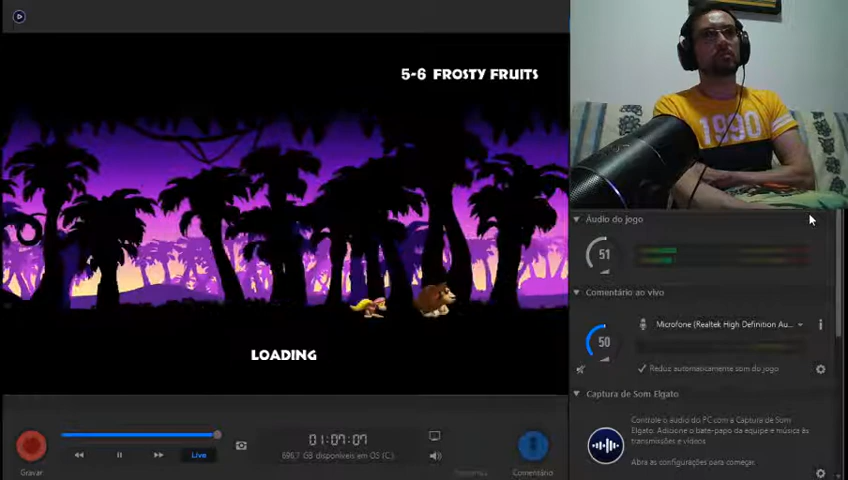 5-6 FROSTY FRUITS
LOADING
1990
Áudio do jogo
51
Comentário ao vivo
50
Microfone (Realtek High Definition Au...
Reduz automaticamente som do jogo
Captura de Som Elgato
Controle o áudio do PC com a Captura de Som
Elgato. Adicione o bate-papo da equipe e música às
transmissões e vídeos.
Abra as configurações para começar.
01:07:07
696.7 GB disponíveis em OS (C:)
Live
Gravar
Comentário